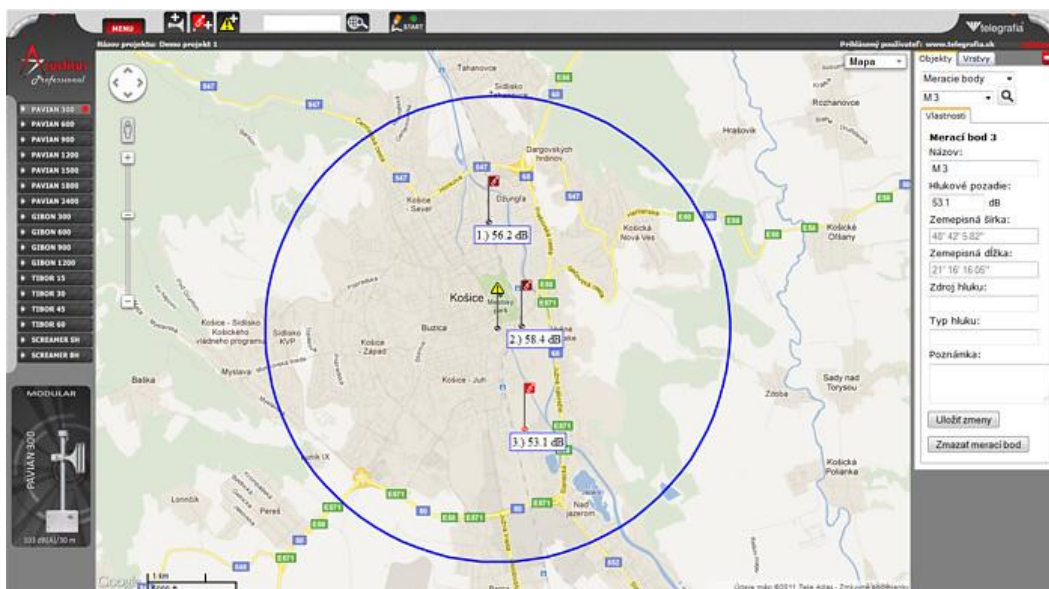 MENU
START
telegrafia
Názov projektu: Demo projekt 1
Prihlásený používateľ: www.telegrafia.sk
Professional
PAVIAN 300
PAVIAN 600
PAVIAN 900
PAVIAN 1200
PAVIAN 1500
PAVIAN 1800
PAVIAN 2400
GIBON 300
GIBON 600
GIBON 900
GIBON 1200
TIBOR 15
TIBOR 30
TIBOR 45
TIBOR 60
SCREAMER SH
SCREAMER BH
MODULAR
PAVIAN 300
Mapa
Ťahanovce
Sídlisko
Ťahanovce
Rozhanovce
Hrašovík
Dargovských
hrdinov
Košice
- Sever
Džungľa
1.) 56.2 dB
Košická
Nová Ves
Košické
Oľšany
Košice
Mestský
park
Buzica
2.) 58.4 dB
Košice - Sídlisko
Košického
vládneho programu
Sídlisko
KVP
Košice
- Západ
Myslava
Baška
Košice - Juh
3.) 53.1 dB
Zdoba
Sady nad
Torysou
Košická
Polianka
Lorinčík
Pereš
Nad
jazerom
Google
1 km
Objekty
Vrstvy
Meracie body
M3
Vlastnosti
Merací bod 3
Názov:
M3
Hlukové pozadie:
53.1 dB
Zemepisná šírka:
48° 42' 5.82"
Zemepisná dĺžka:
21° 16' 16.05"
Zdroj hluku:
Typ hluku:
Poznámka:
Uložiť zmeny
Zmazať merací bod